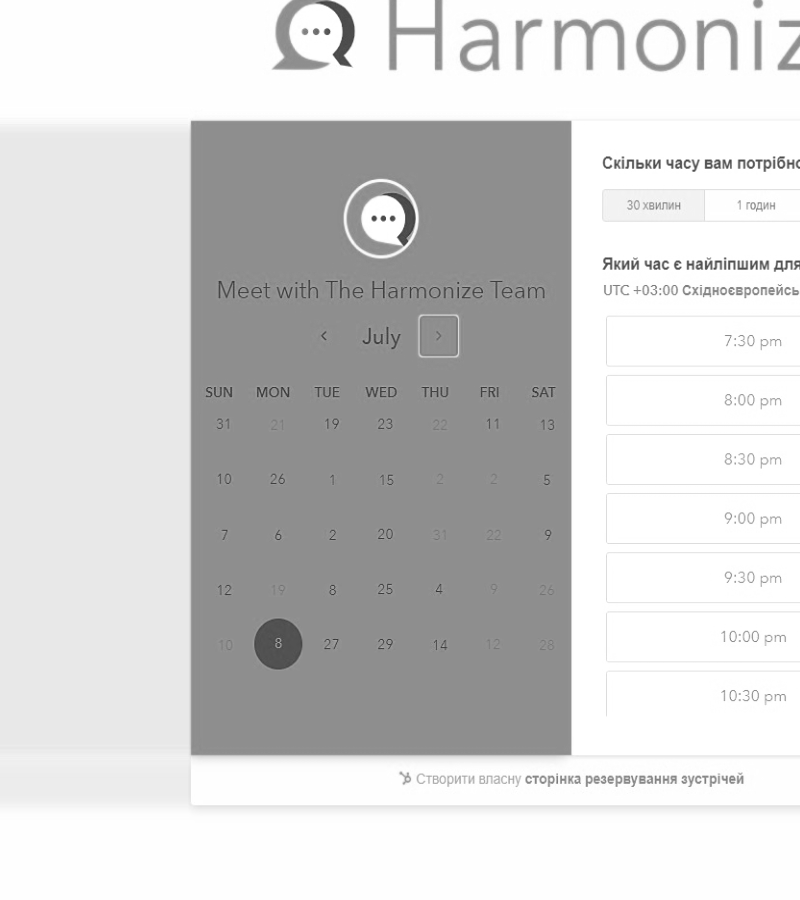 Harmoniz
Meet with The Harmonize Team
July
SUN MON TUE WED THU FRI SAT
31 21 19 23 22 11 13
10 26 1 15 2 2 5
7 6 2 20 31 22 9
12 19 8 25 4 9 26
10 8 27 29 14 12 28
Скільки часу вам потрібно
30 хвилин 1 годин
Який час є найліпшим для
UTC +03:00 Східноєвропейсь
7:30 pm
8:00 pm
8:30 pm
9:00 pm
9:30 pm
10:00 pm
10:30 pm
Створити власну сторінка резервування зустрічей